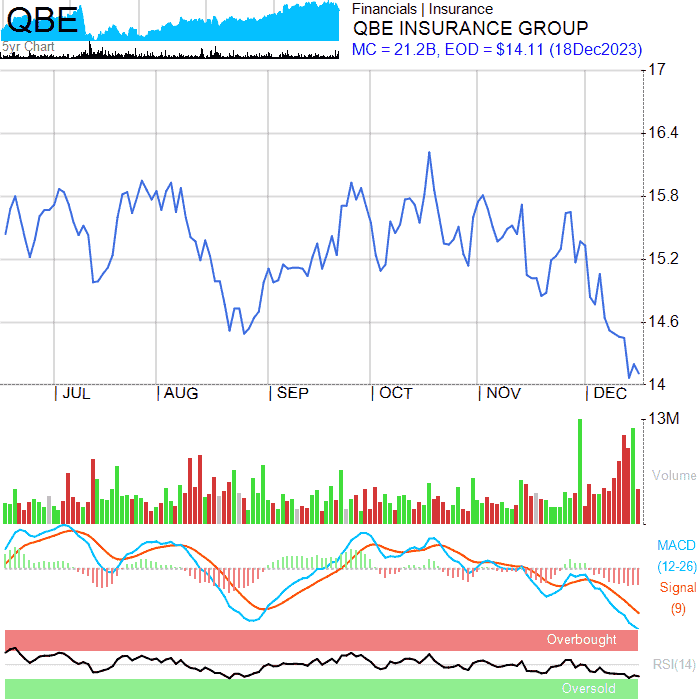 QBE
5yr Chart
Financials | Insurance
QBE INSURANCE GROUP
MC = 21.2B, EOD = $14.11 (18Dec2023)
17
16.4
15.8
15.2
14.6
14
JUL AUG SEP OCT NOV DEC
13M
Volume
MACD
(12-26)
Signal
(9)
Overbought
RSI(14)
Oversold